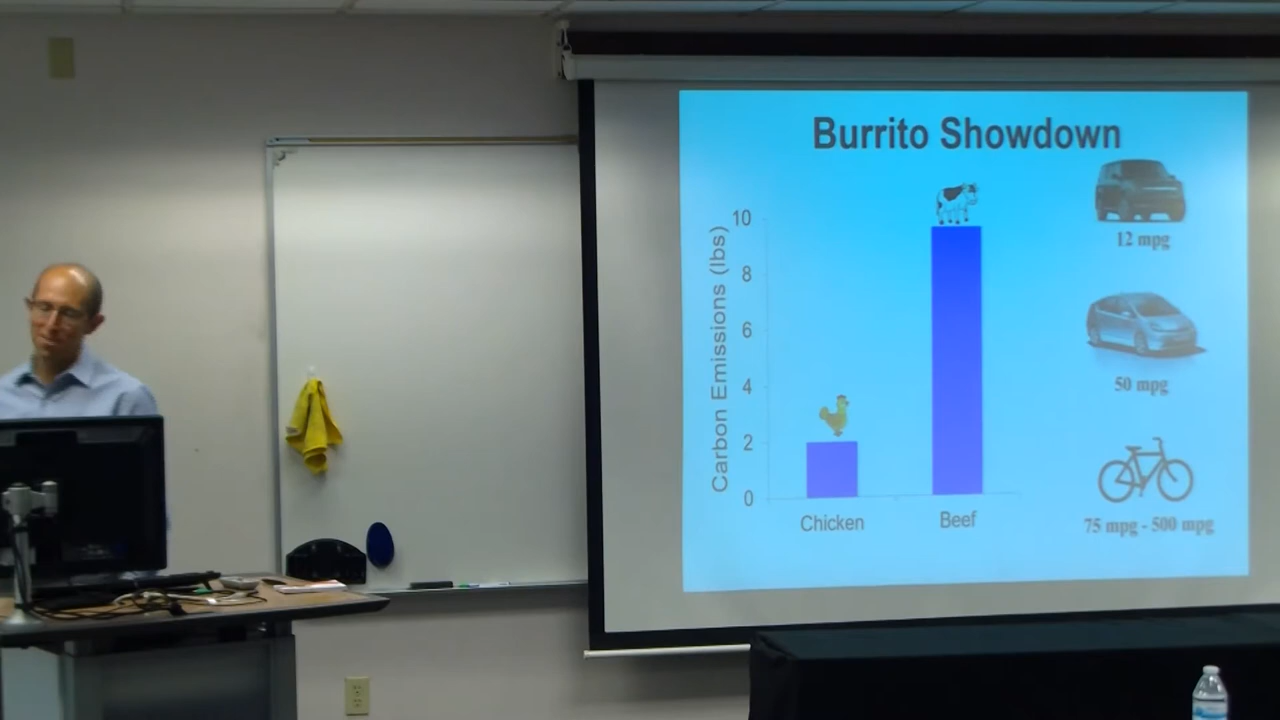 Burrito Showdown
Carbon Emissions (lbs)
10
8
6
4
2
0
Chicken
Beef
12 mpg
50 mpg
75 mpg - 500 mpg